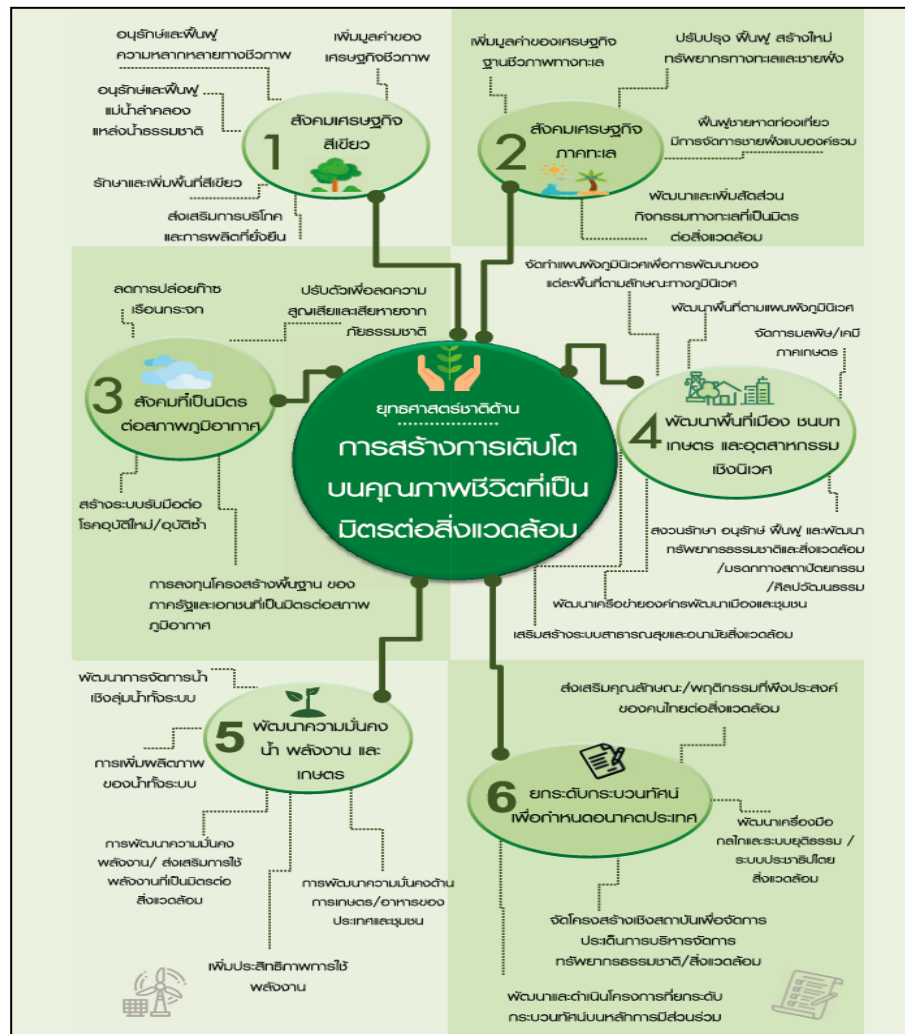 อนุรักษ์และฟื้นฟู
ความหลากหลายทางชีวภาพ
เพิ่มมูลค่าของ
เศรษฐกิจชีวภาพ
อนุรักษ์และฟื้นฟู
แม่น้ำลำคลอง
แหล่งน้ำธรรมชาติ
1
สังคมเศรษฐกิจ
สีเขียว
รักษาและเพิ่มพื้นที่สีเขียว
ส่งเสริมการบริโภค
และการผลิตที่ยั่งยืน
เพิ่มมูลค่าของเศรษฐกิจ
ฐานชีวภาพทางทะเล
ปรับปรุง ฟื้นฟู สร้างใหม่
ทรัพยากรทางทะเลและชายฝั่ง
2
สังคมเศรษฐกิจ
ภาคทะเล
ฟื้นฟูชายหาดท่องเที่ยว
มีการจัดการชายฝั่งแบบองค์รวม
พัฒนาและเพิ่มสัดส่วน
กิจกรรมทางทะเลที่เป็นมิตร
ต่อสิ่งแวดล้อม
ลดการปล่อยก๊าซ
เรือนกระจก
ปรับตัวเพื่อลดความ
สูญเสียและเสียหายจาก
ภัยธรรมชาติ
3
สังคมที่เป็นมิตร
ต่อสภาพภูมิอากาศ
สร้างระบบรับมือต่อ
โรคอุบัติใหม่/อุบัติซ้ำ
การลงทุนโครงสร้างพื้นฐาน ของ
ภาครัฐและเอกชนที่เป็นมิตรต่อสภาพ
ภูมิอากาศ
ยุทธศาสตร์ชาติด้าน
การสร้างการเติบโต
บนคุณภาพชีวิตที่เป็น
มิตรต่อสิ่งแวดล้อม
จัดทำแผนผังภูมินิเวศเพื่อการพัฒนาของ
แต่ละพื้นที่ตามลักษณะทางภูมินิเวศ
พัฒนาพื้นที่ตามแผนผังภูมินิเวศ
จัดการมลพิษ/เคมี
ภาคเกษตร
4
พัฒนาพื้นที่เมือง ชนบท
เกษตร และอุตสาหกรรม
เชิงนิเวศ
สงวนรักษา อนุรักษ์ ฟื้นฟู และพัฒนา
ทรัพยากรธรรมชาติและสิ่งแวดล้อม
/มรดกทางสถาปัตยกรรม
/ศิลปวัฒนธรรม
พัฒนาเครือข่ายองค์กรพัฒนาเมืองและชุมชน
เสริมสร้างระบบสาธารณสุขและอนามัยสิ่งแวดล้อม
พัฒนาการจัดการน้ำ
เชิงลุ่มน้ำทั้งระบบ
5
พัฒนาความมั่นคง
น้ำ พลังงาน และ
เกษตร
การเพิ่มผลิตภาพ
ของน้ำทั้งระบบ
การพัฒนาความมั่นคง
พลังงาน/ ส่งเสริมการใช้
พลังงานที่เป็นมิตรต่อ
สิ่งแวดล้อม
การพัฒนาความมั่นคงด้าน
การเกษตร/อาหารของ
ประเทศและชุมชน
เพิ่มประสิทธิภาพการใช้
พลังงาน
ส่งเสริมคุณลักษณะ/พฤติกรรมที่พึงประสงค์
ของคนไทยต่อสิ่งแวดล้อม
6
ยกระดับกระบวนทัศน์
เพื่อกำหนดอนาคตประเทศ
พัฒนาเครื่องมือ
กลไกและระบบยุติธรรม /
ระบบประชาธิปไตย
สิ่งแวดล้อม
จัดโครงสร้างเชิงสถาบันเพื่อจัดการ
ประเด็นการบริหารจัดการ
ทรัพยากรธรรมชาติ/สิ่งแวดล้อม
พัฒนาและดำเนินโครงการที่ยกระดับ
กระบวนทัศน์บนหลักการมีส่วนร่วม